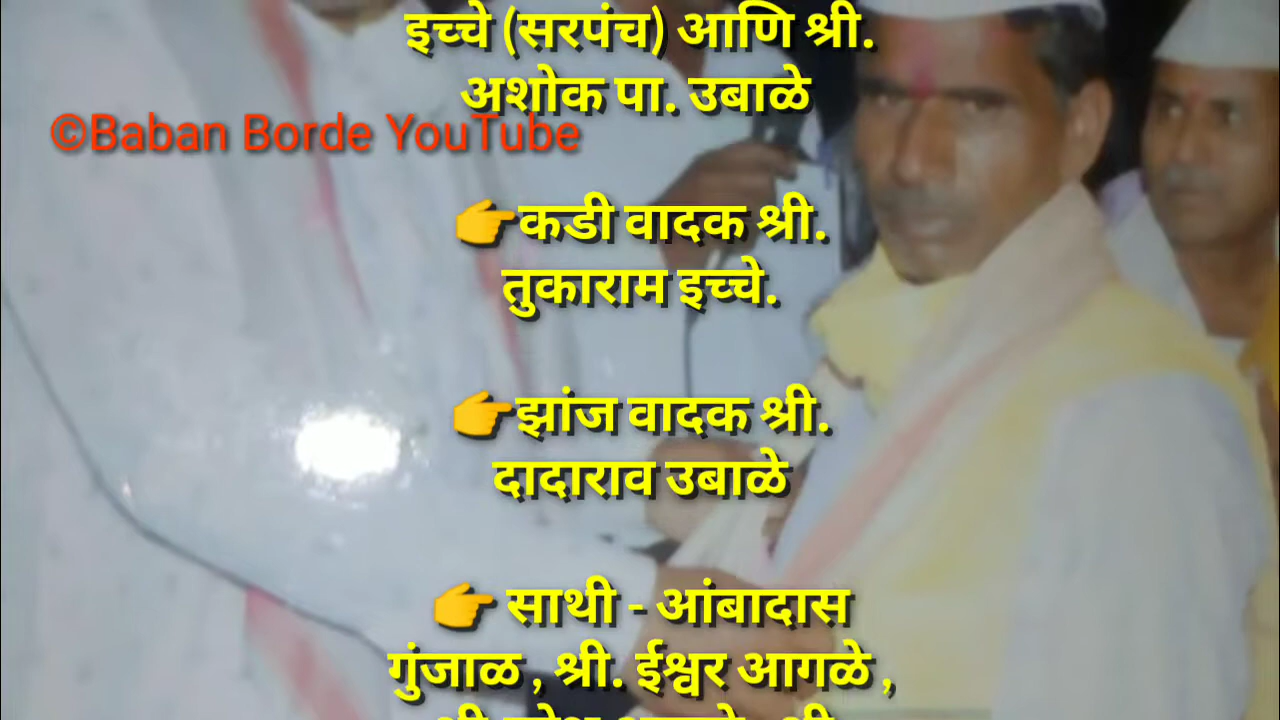 इच्चे (सरपंच) आणि श्री.
अशोक पा. उबाळे
©Baban Borde YouTube
👉कडी वादक श्री.
तुकाराम इच्चे.
👉झांज वादक श्री.
दादाराव उबाळे
👉 साथी - आंबादास
गुंजाळ , श्री. ईश्वर आगळे ,